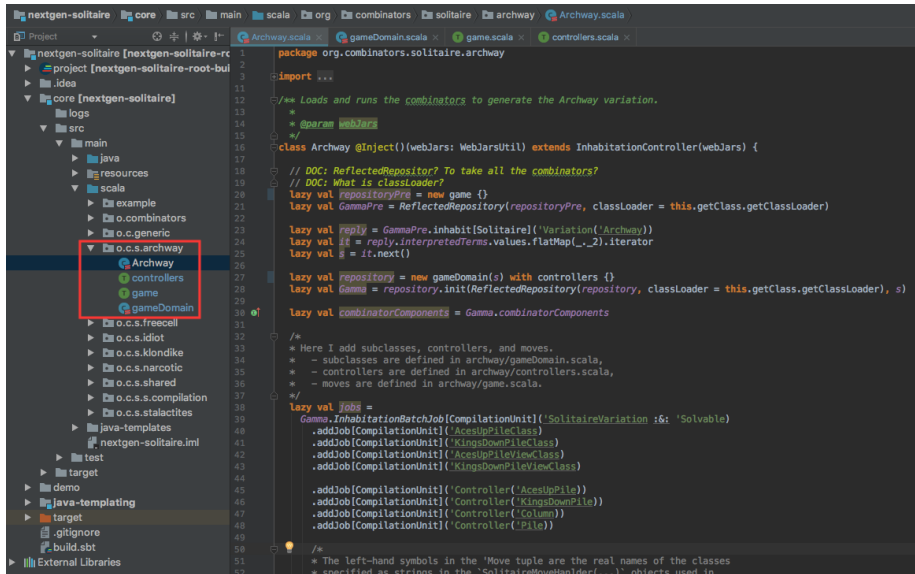 nextgen-solitaire core src main scala org combinators solitaire archway Archway.scala
Project
Archway.scala × gameDomain.scala × game.scala × controllers.scala ×
nextgen-solitaire [nextgen-solitaire-ro
project [nextgen-solitaire-root-bui
.idea
core [nextgen-solitaire]
logs
src
main
java
resources
scala
example
o.combinators
o.c.generic
o.c.s.archway
Archway
controllers
game
gameDomain
o.c.s.freecell
o.c.s.idiot
o.c.s.klondike
o.c.s.narcotic
o.c.s.shared
o.c.s.s.compilation
o.c.s.stalactites
java-templates
nextgen-solitaire.iml
test
target
demo
java-templating
target
.gitignore
build.sbt
External Libraries
1 package org.combinators.solitaire.archway
2
3 import ...
11
12 /** Loads and runs the combinators to generate the Archway variation.
13 *
14 * @param webJars
15 */
16 class Archway @Inject()(webJars: WebJarsUtil) extends InhabitationController(webJars) {
17
18 // DOC: ReflectedRepositor? To take all the combinators?
19 // DOC: What is classLoader?
20 lazy val repositoryPre = new game {}
21 lazy val GammaPre = ReflectedRepository(repositoryPre, classLoader = this.getClass.getClassLoader)
22
23 lazy val reply = GammaPre.inhabit[Solitaire]('Variation('Archway))
24 lazy val it = reply.interpretedTerms.values.flatMap(_._2).iterator
25 lazy val s = it.next()
26
27 lazy val repository = new gameDomain(s) with controllers {}
28 lazy val Gamma = repository.init(ReflectedRepository(repository, classLoader = this.getClass.getClassLoader), s)
29
30 lazy val combinatorComponents = Gamma.combinatorComponents
31
32 /*
33 * Here I add subclasses, controllers, and moves.
34 * - subclasses are defined in archway/gameDomain.scala,
35 * - controllers are defined in archway/controllers.scala,
36 * - moves are defined in archway/game.scala.
37 */
38 lazy val jobs =
39 Gamma.InhabitationBatchJob[CompilationUnit]('SolitaireVariation :&: 'Solvable)
40 .addJob[CompilationUnit]('AcesUpPileClass)
41 .addJob[CompilationUnit]('KingsDownPileClass)
42 .addJob[CompilationUnit]('AcesUpPileViewClass)
43 .addJob[CompilationUnit]('KingsDownPileViewClass)
44
45 .addJob[CompilationUnit]('Controller('AcesUpPile))
46 .addJob[CompilationUnit]('Controller('KingsDownPile))
47 .addJob[CompilationUnit]('Controller('Column))
48 .addJob[CompilationUnit]('Controller('Pile))
49
50 /*
51 * The left-hand symbols in the 'Move tuple are the real names of the classes
52 * specified as strings in the `SolitaireMoveHanlder(...)` objects used in